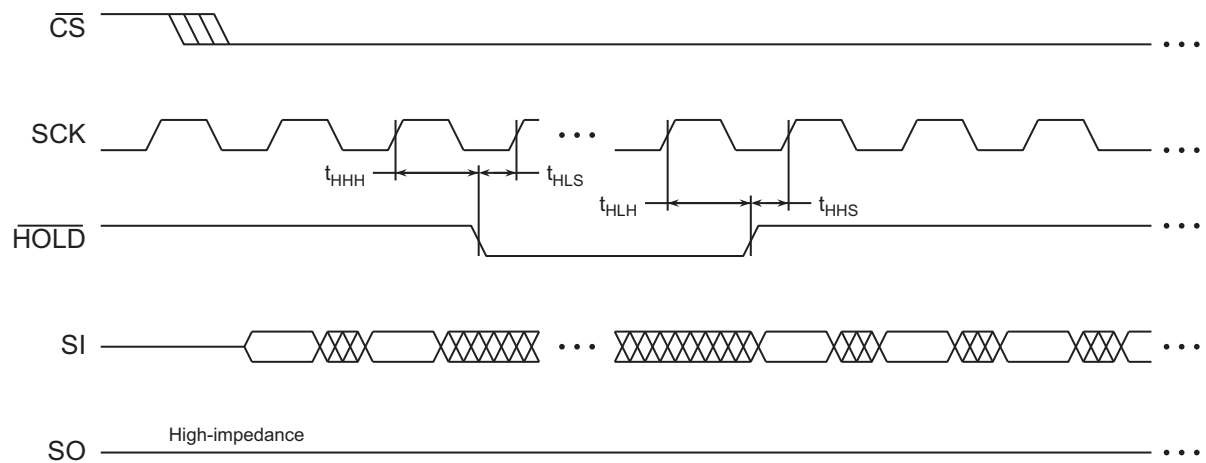 CS
SCK
• • •
• • •
• • •
tHHH
tHLS
tHLH
tHHS
HOLD
• • •
SI
• • •
• • •
High-impedance
SO
• • •